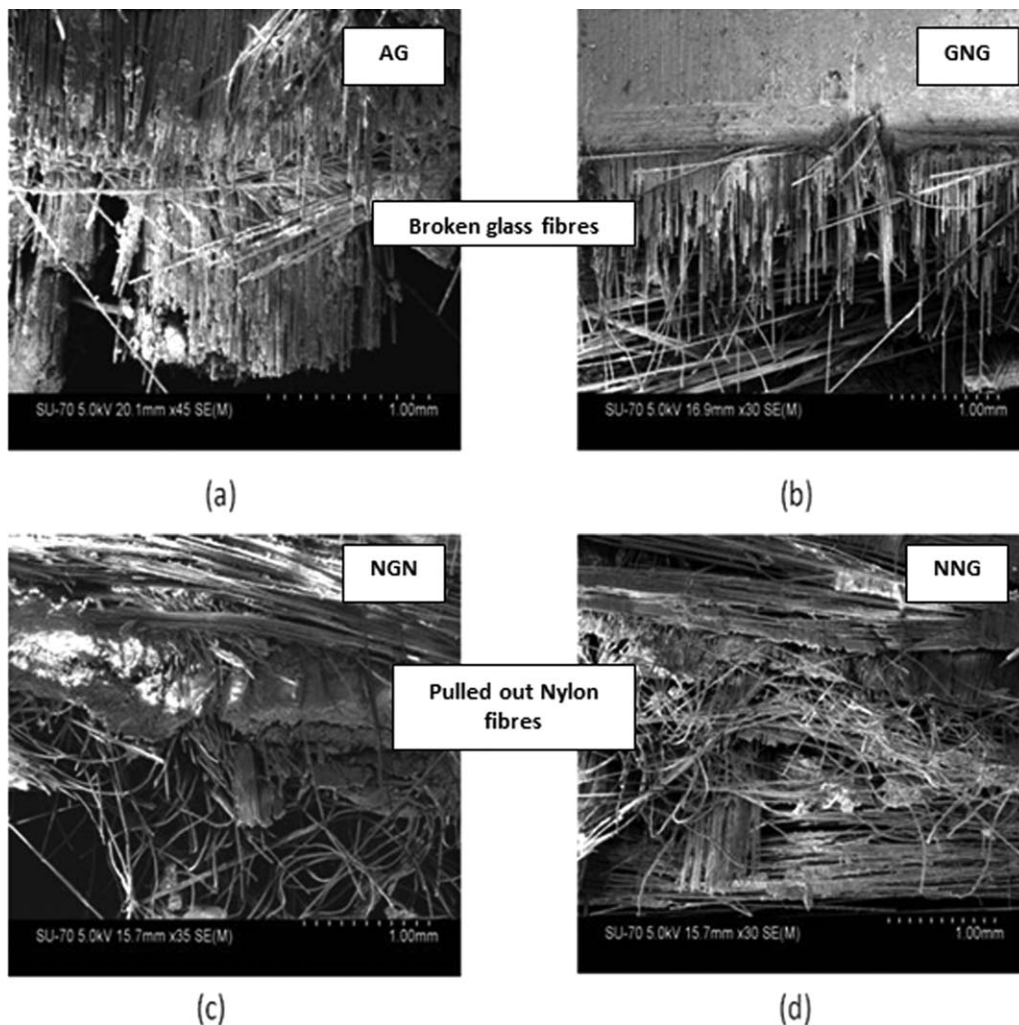 AG
GNG
Broken glass fibres
SU-70 5.0kV 20.1mm x45 SE(M)
1.00mm
SU-70 5.0kV 16.9mm x30 SE(M)
1.00mm
(a)
(b)
NGN
NNG
Pulled out Nylon
fibres
SU-70 5.0kV 15.7mm x35 SE(M)
1.00mm
SU-70 5.0kV 15.7mm x30 SE(M)
1.00mm
(c)
(d)